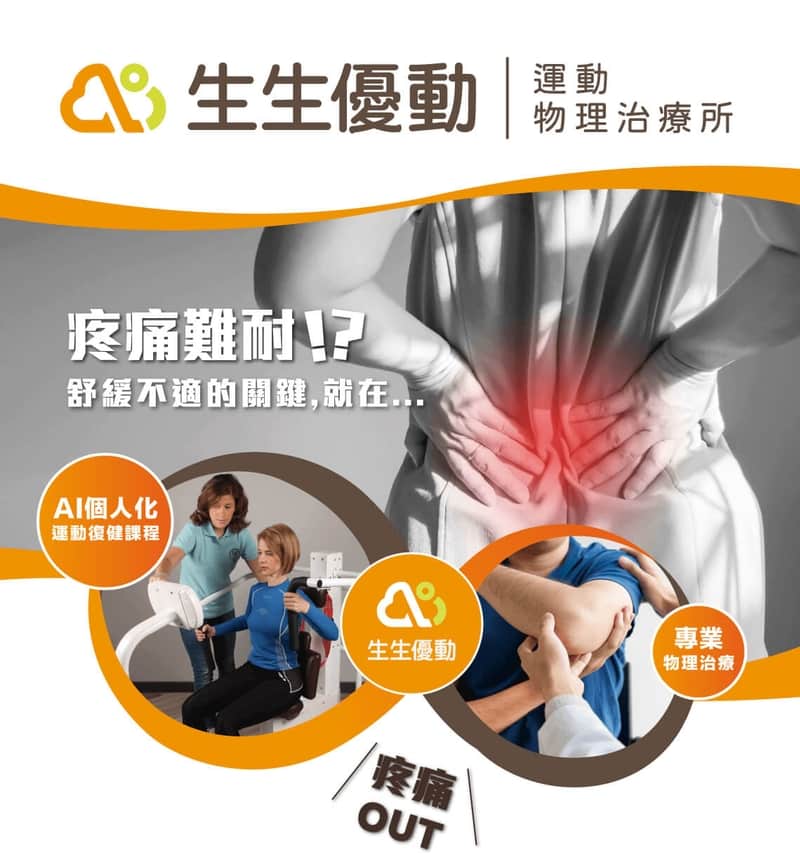 生生優動
運動
物理治療所
疼痛難耐!?
舒緩不適的關鍵,就在...
AI個人化
運動復健課程
生生優動
專業
物理治療
疼痛
OUT